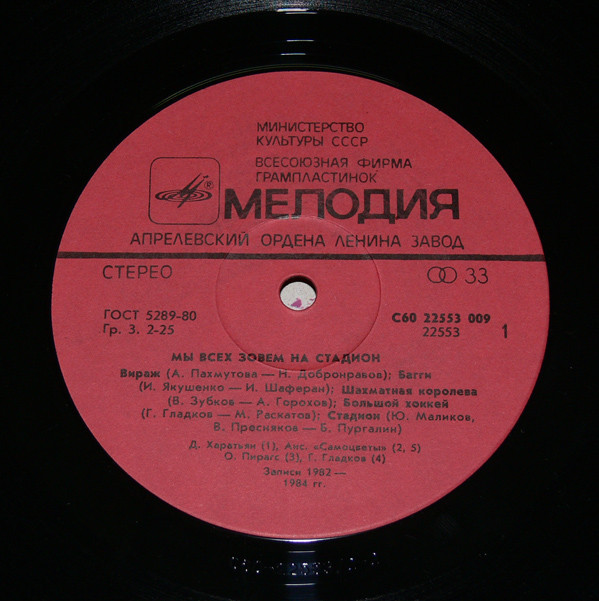 МИНИСТЕРСТВО
КУЛЬТУРЫ СССР
ВСЕСОЮЗНАЯ ФИРМА
ГРАМПЛАСТИНОК
®
МЕЛОДИЯ
АПРЕЛЕВСКИЙ ОРДЕНА ЛЕНИНА ЗАВОД
СТЕРЕО 33
ГОСТ 5289-80 С60 22553 009
Гр. 3. 2-25 22553 1
МЫ ВСЕХ ЗОВЕМ НА СТАДИОН
Вираж (А. Пахмутова — Н. Добронравов); Багги
(И. Якушенко — И. Шаферан); Шахматная королева
(В. Зубков — А. Горохов); Большой хоккей
(Г. Гладков — М. Раскатов); Стадион (Ю. Маликов,
В. Пресняков — Б. Пургалин)
Д. Харатьян (1), Анс. «Самоцветы» (2, 5)
О. Пирагс (3), Г. Гладков (4)
Записи 1982—
1984 гг.